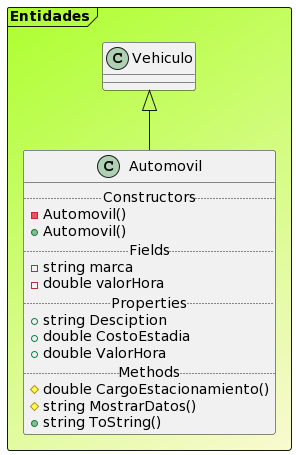 Entidades
C Vehiculo
C Automovil
Constructors
Automovil()
Automovil()
Fields
string marca
double valorHora
Properties
string Desciption
double CostoEstadia
double ValorHora
Methods
double CargoEstacionamiento()
string MostrarDatos()
string ToString()